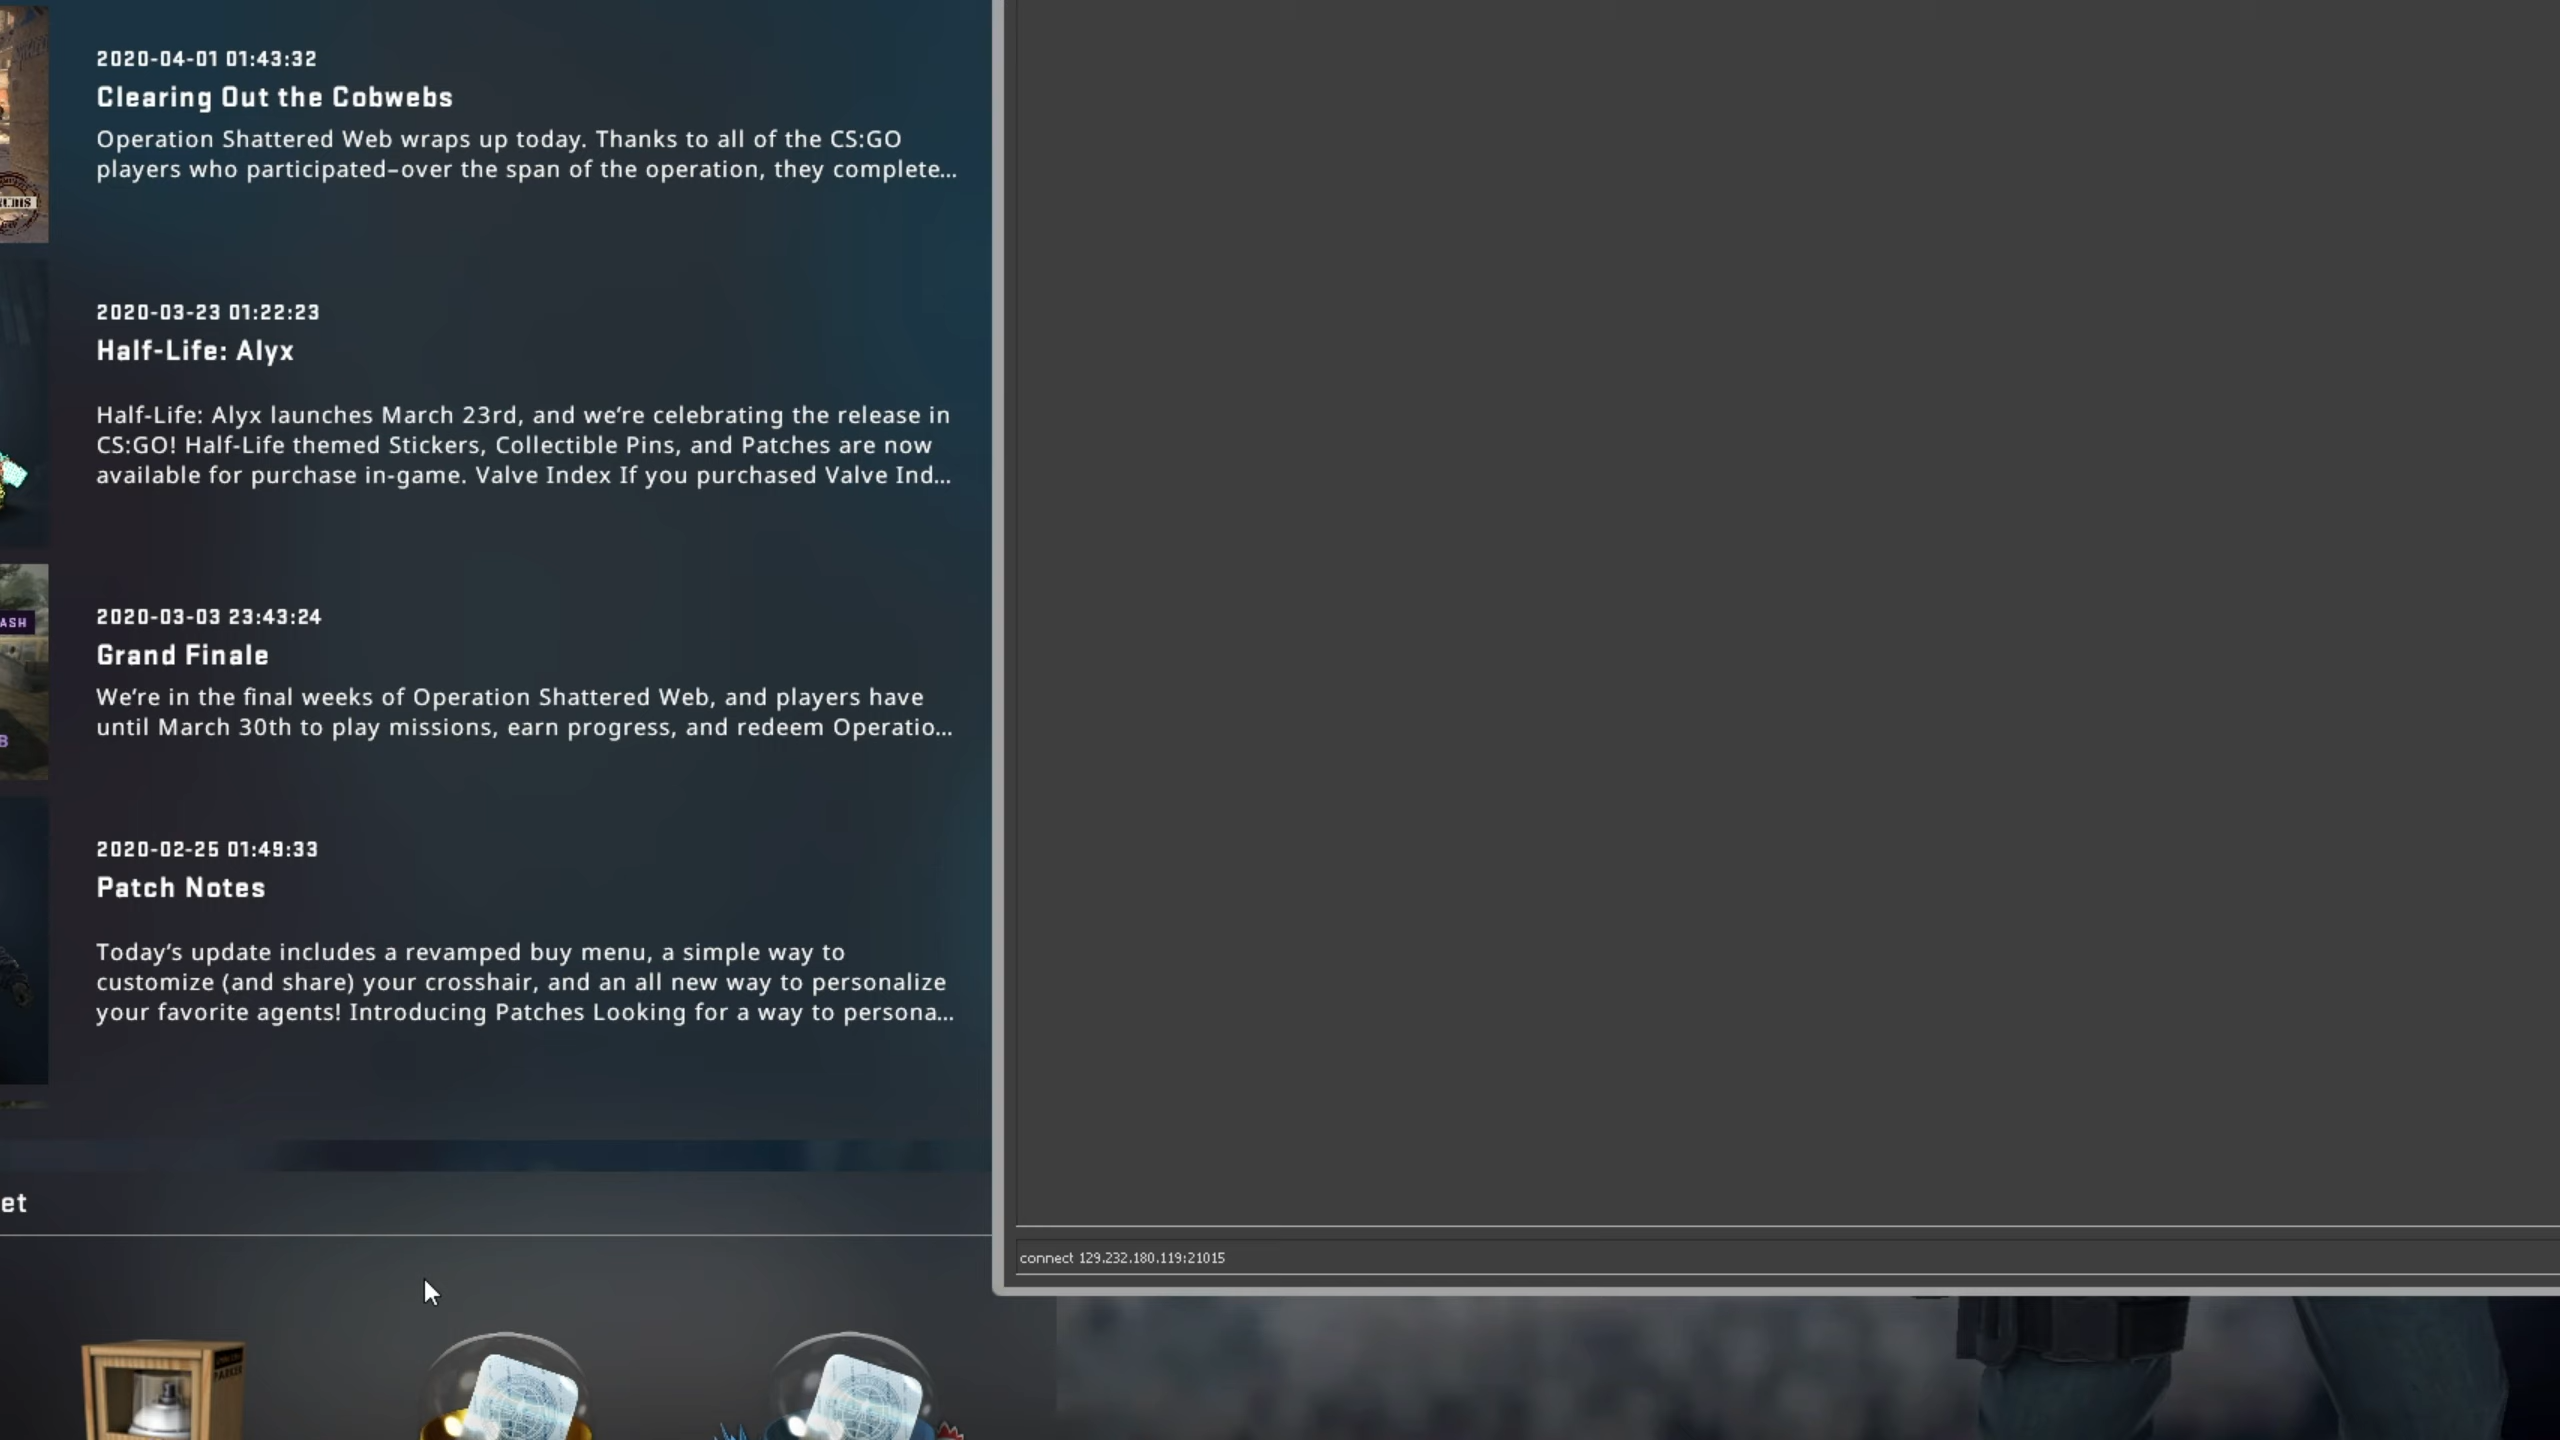 2020-04-01 01:43:32
Clearing Out the Cobwebs
Operation Shattered Web wraps up today. Thanks to all of the CS:GO
players who participated–over the span of the operation, they complete...
2020-03-23 01:22:23
Half-Life: Alyx
Half-Life: Alyx launches March 23rd, and we’re celebrating the release in
CS:GO! Half-Life themed Stickers, Collectible Pins, and Patches are now
available for purchase in-game. Valve Index If you purchased Valve Ind...
2020-03-03 23:43:24
ASH
Grand Finale
We’re in the final weeks of Operation Shattered Web, and players have
until March 30th to play missions, earn progress, and redeem Operatio...
B
2020-02-25 01:49:33
Patch Notes
Today’s update includes a revamped buy menu, a simple way to
customize (and share) your crosshair, and an all new way to personalize
your favorite agents! Introducing Patches Looking for a way to persona...
et
connect 129.232.180.119:21015